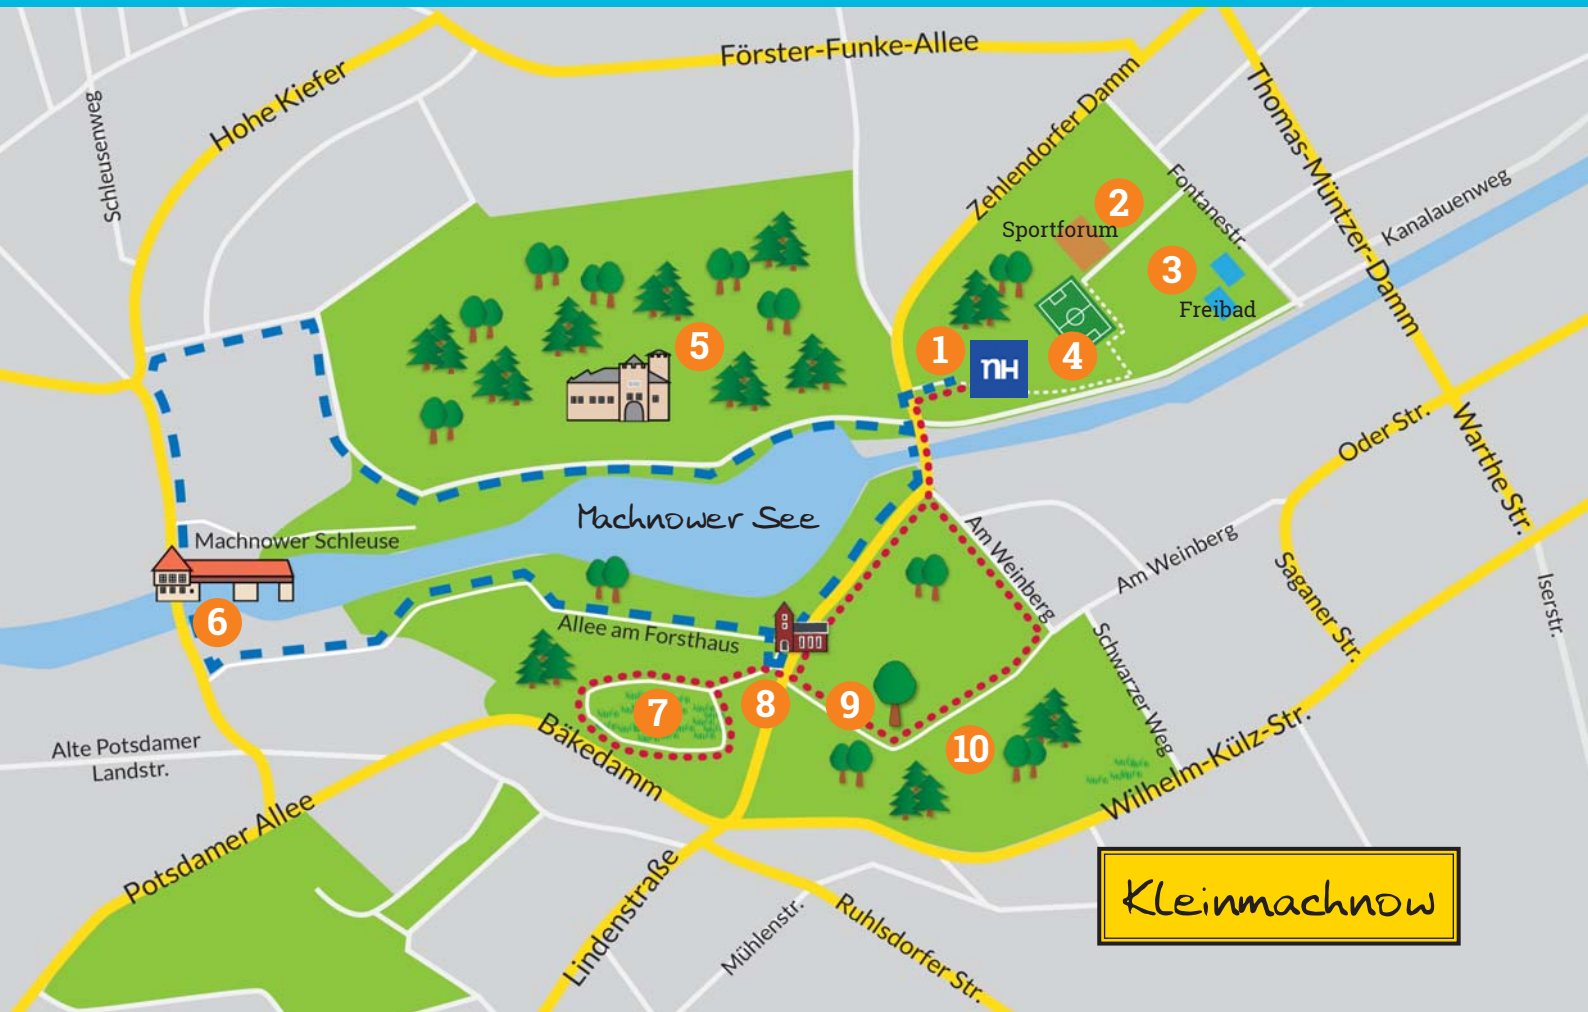 Förster-Funke-Allee
Hohe Kiefer
Schleusenweg
Zehlendorfer Damm
Thomas-Müntzer-Damm
Fontanestr.
Kanalauenweg
2
Sportforum
3
Freibad
1
nH
4
5
Oder Str.
Warthe Str.
Machnower See
Am Weinberg
Am Weinberg
Saganer Str.
Iserstr.
Machnower Schleuse
6
Allee am Forsthaus
Schwarzer Weg
7
8
9
10
Alte Potsdamer
Landstr.
Bäkedamm
Wilhelm-Külz-Str.
Potsdamer Allee
Lindenstraße
Mühlenstr.
Ruhlsdorfer Str.
Kleinmachnow